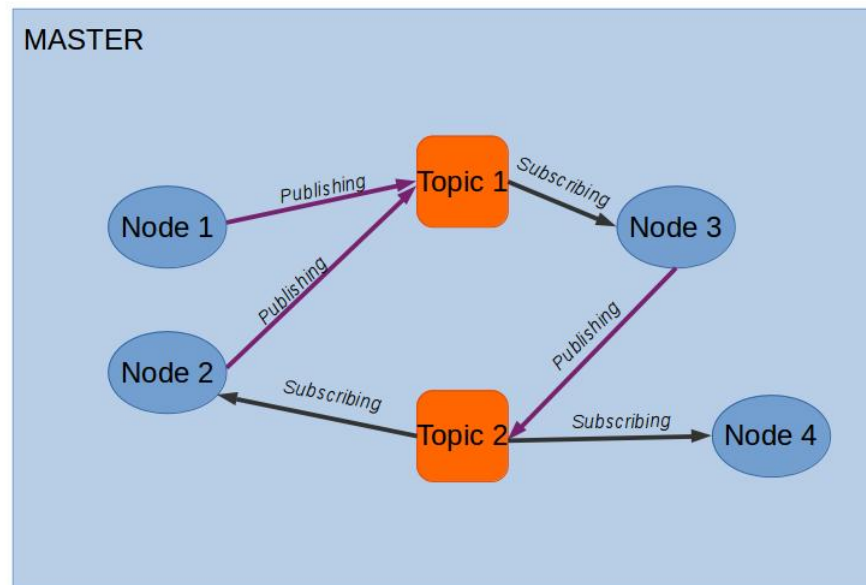 MASTER
Publishing
Topic 1
Subscribing
Node 1
Node 3
Publishing
Publishing
Node 2
Subscribing
Topic 2
Subscribing
Node 4